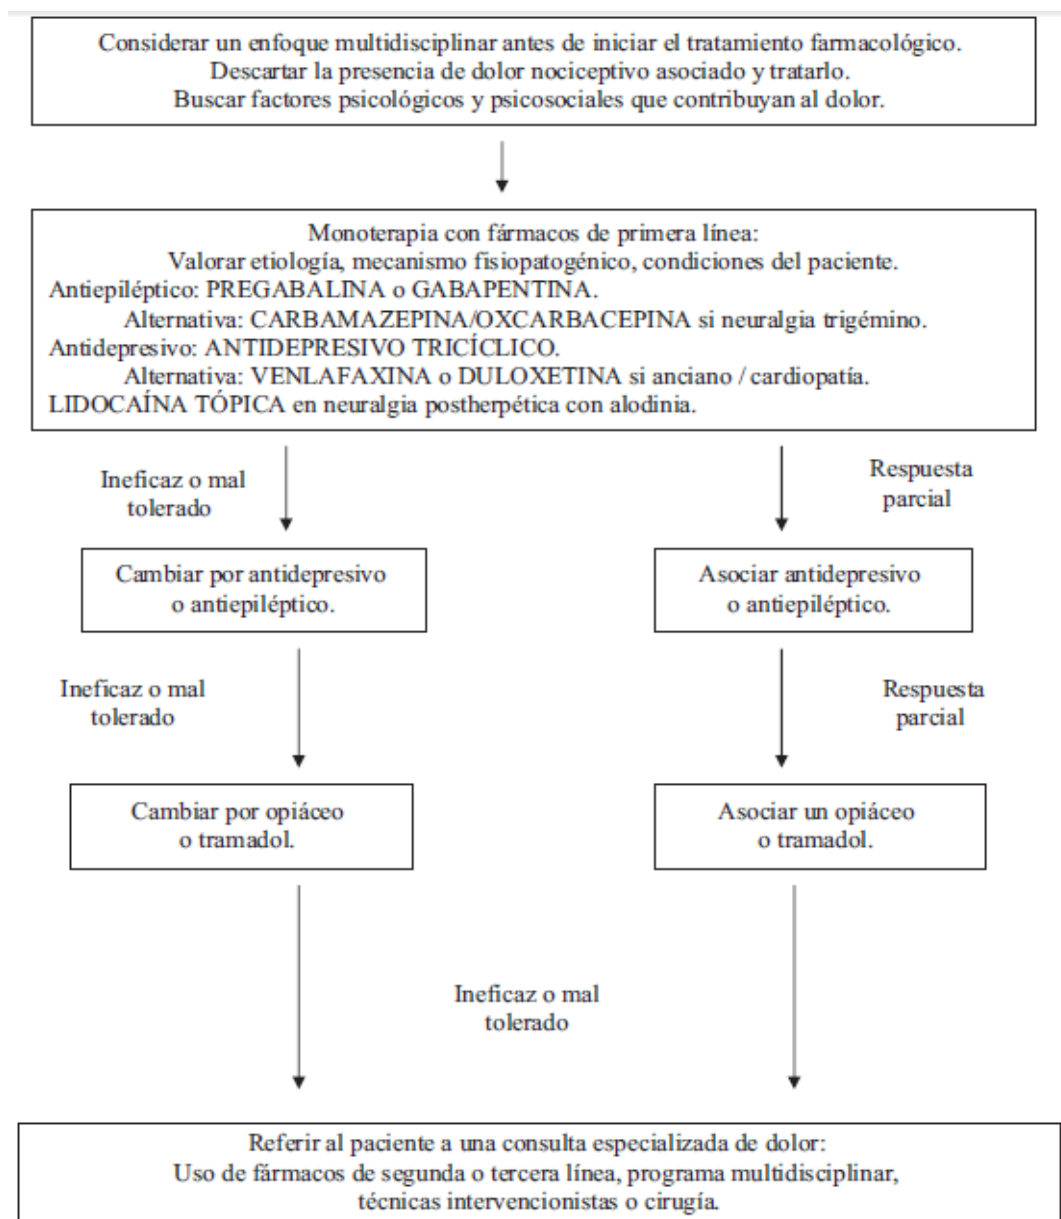 Considerar un enfoque multidisciplinar antes de iniciar el tratamiento farmacológico.
Descartar la presencia de dolor nociceptivo asociado y tratarlo.
Buscar factores psicológicos y psicosociales que contribuyan al dolor.
Monoterapia con fármacos de primera línea:
Valorar etiología, mecanismo fisiopatogénico, condiciones del paciente.
Antiepiléptico: PREGABALINA o GABAPENTINA.
Alternativa: CARBAMAZEPINA/OXCARBACEPINA si neuralgia trigémino.
Antidepresivo: ANTIDEPRESIVO TRICÍCLICO.
Alternativa: VENLAFAXINA o DULOXETINA si anciano / cardiopatía.
LIDOCAÍNA TÓPICA en neuralgia postherpética con alodinia.
Ineficaz o mal
tolerado
Respuesta
parcial
Cambiar por antidepresivo
o antiepiléptico.
Asociar antidepresivo
o antiepiléptico.
Ineficaz o mal
tolerado
Respuesta
parcial
Cambiar por opiáceo
o tramadol.
Asociar un opiáceo
o tramadol.
Ineficaz o mal
tolerado
Referir al paciente a una consulta especializada de dolor:
Uso de fármacos de segunda o tercera línea, programa multidisciplinar,
técnicas intervencionistas o cirugía.